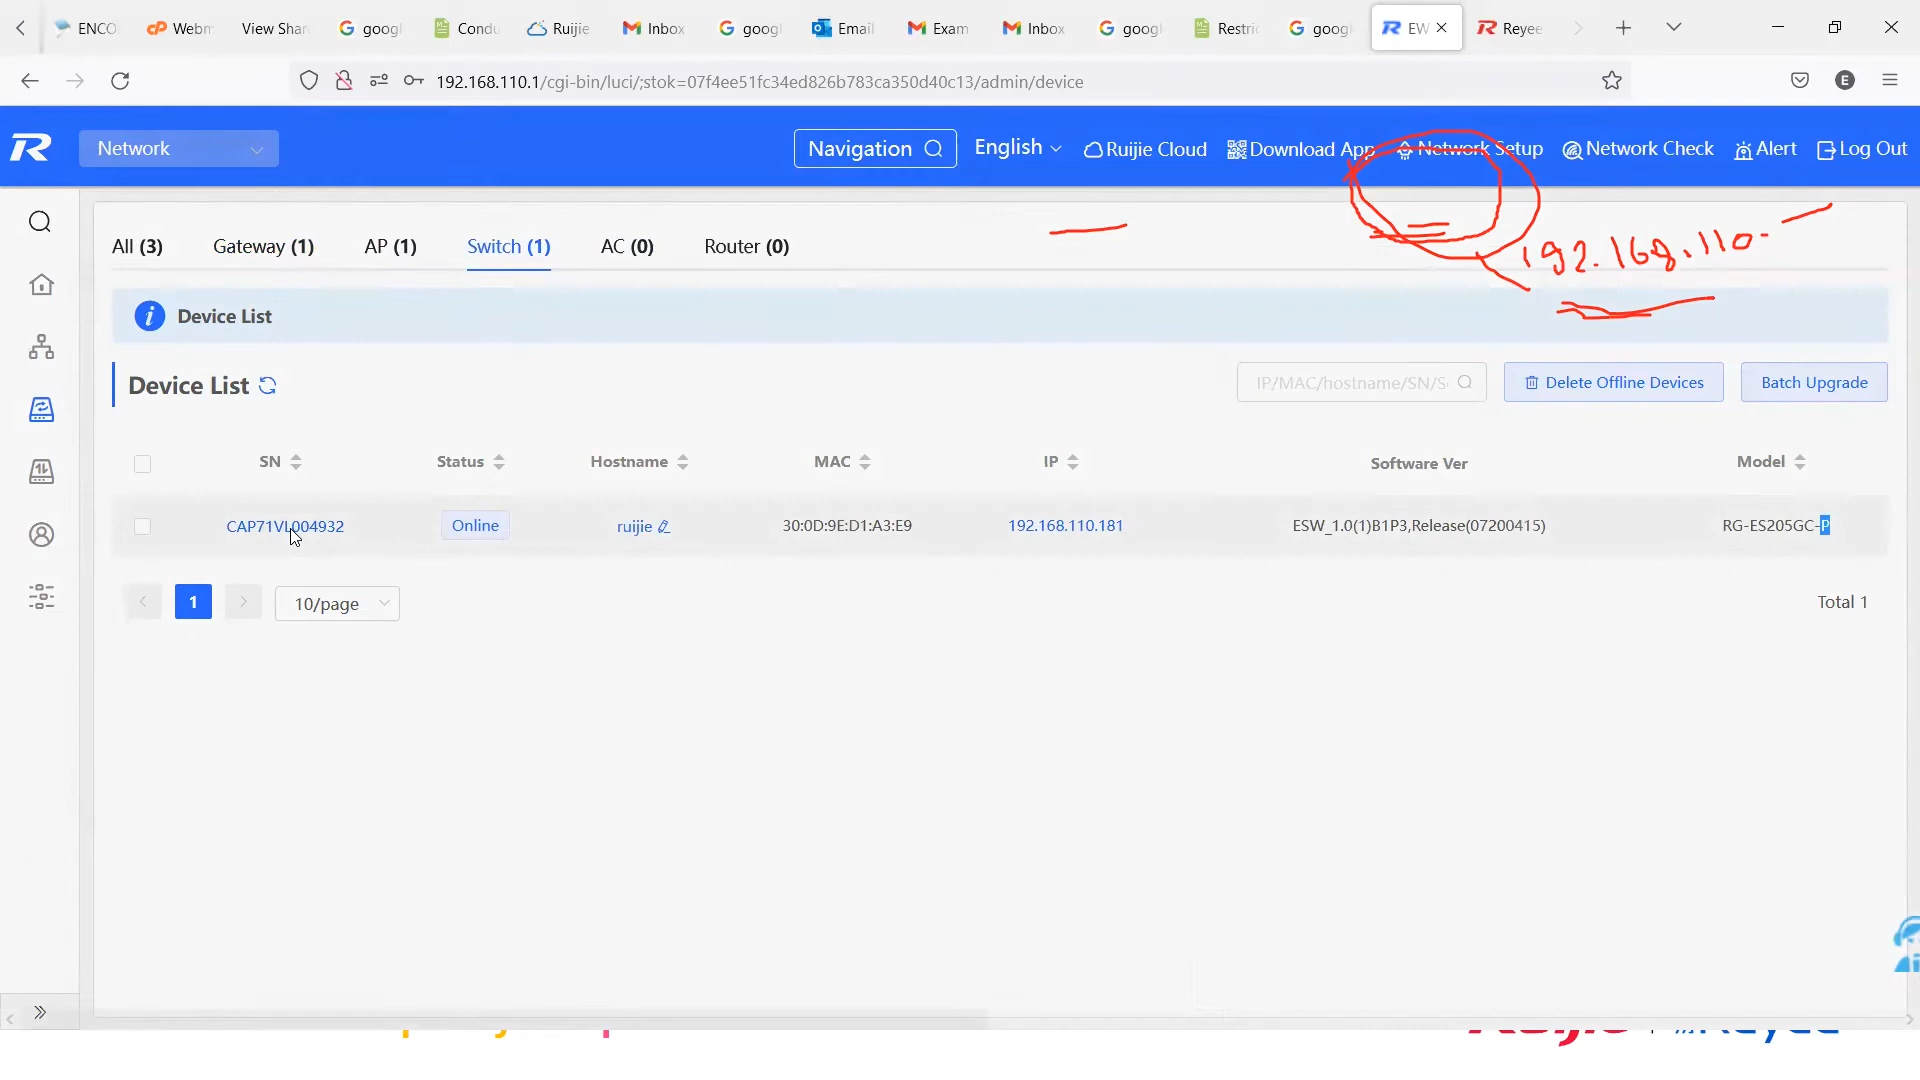 ENCO Webm View Shar googl Condu Ruijie Inbox googl Email Exam Inbox googl Restric googl EW Reyee
192.168.110.1/cgi-bin/luci/;stok=07f4ee51fc34ed826b783ca350d40c13/admin/device E
R Network Navigation English Ruijie Cloud Download App Network Setup Network Check Alert Log Out
All (3) Gateway (1) AP (1) Switch (1) AC (0) Router (0)
192.168.110.
Device List
Device List IP/MAC/hostname/SN/S Delete Offline Devices Batch Upgrade
SN Status Hostname MAC IP Software Ver Model
CAP71VL004932 Online ruijie 30:0D:9E:D1:A3:E9 192.168.110.181 ESW_1.0(1)B1P3,Release(07200415) RG-ES205GC-P
1 10/page Total 1